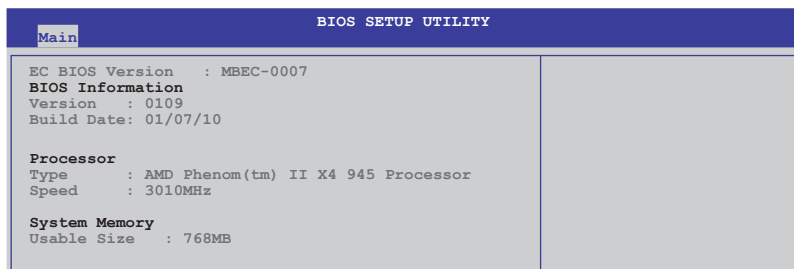 BIOS SETUP UTILITY
Main
EC BIOS Version : MBEC-0007
BIOS Information
Version : 0109
Build Date: 01/07/10
Processor
Type : AMD Phenom(tm) II X4 945 Processor
Speed : 3010MHz
System Memory
Usable Size : 768MB